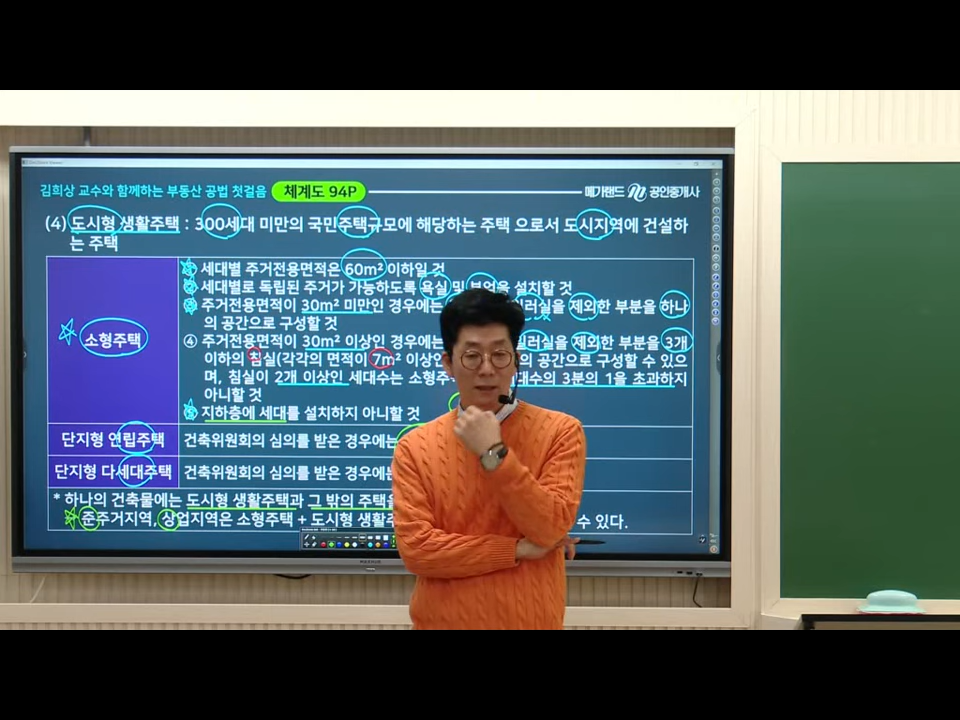 김희상 교수와 함께하는 부동산 공법 첫걸음 체계도 94P 메가랜드 공인중개사
(4) 도시형 생활주택 : 300세대 미만의 국민주택규모에 해당하는 주택 으로서 도시지역에 건설하
는 주택
소형주택
세대별 주거전용면적은 60m² 이하일 것
세대별로 독립된 주거가 가능하도록 욕실 및 부엌을 설치할 것
주거전용면적이 30m² 미만인 경우에는 제외한 부분을 하나
의 공간으로 구성할 것
④ 주거전용면적이 30m² 이상인 경우에는 제외한 부분을 3개
이하의 침실(각각의 면적이 7m² 이상인 의 공간으로 구성할 수 있으
며, 침실이 2개 이상인 세대수는 소형주 대수의 3분의 1을 초과하지
아니할 것
지하층에 세대를 설치하지 아니할 것
단지형 연립주택 건축위원회의 심의를 받은 경우에는
단지형 다세대주택 건축위원회의 심의를 받은 경우에는
* 하나의 건축물에는 도시형 생활주택과 그 밖의 주택을
준주거지역, 상업지역은 소형주택 + 도시형 생활주 수 있다.